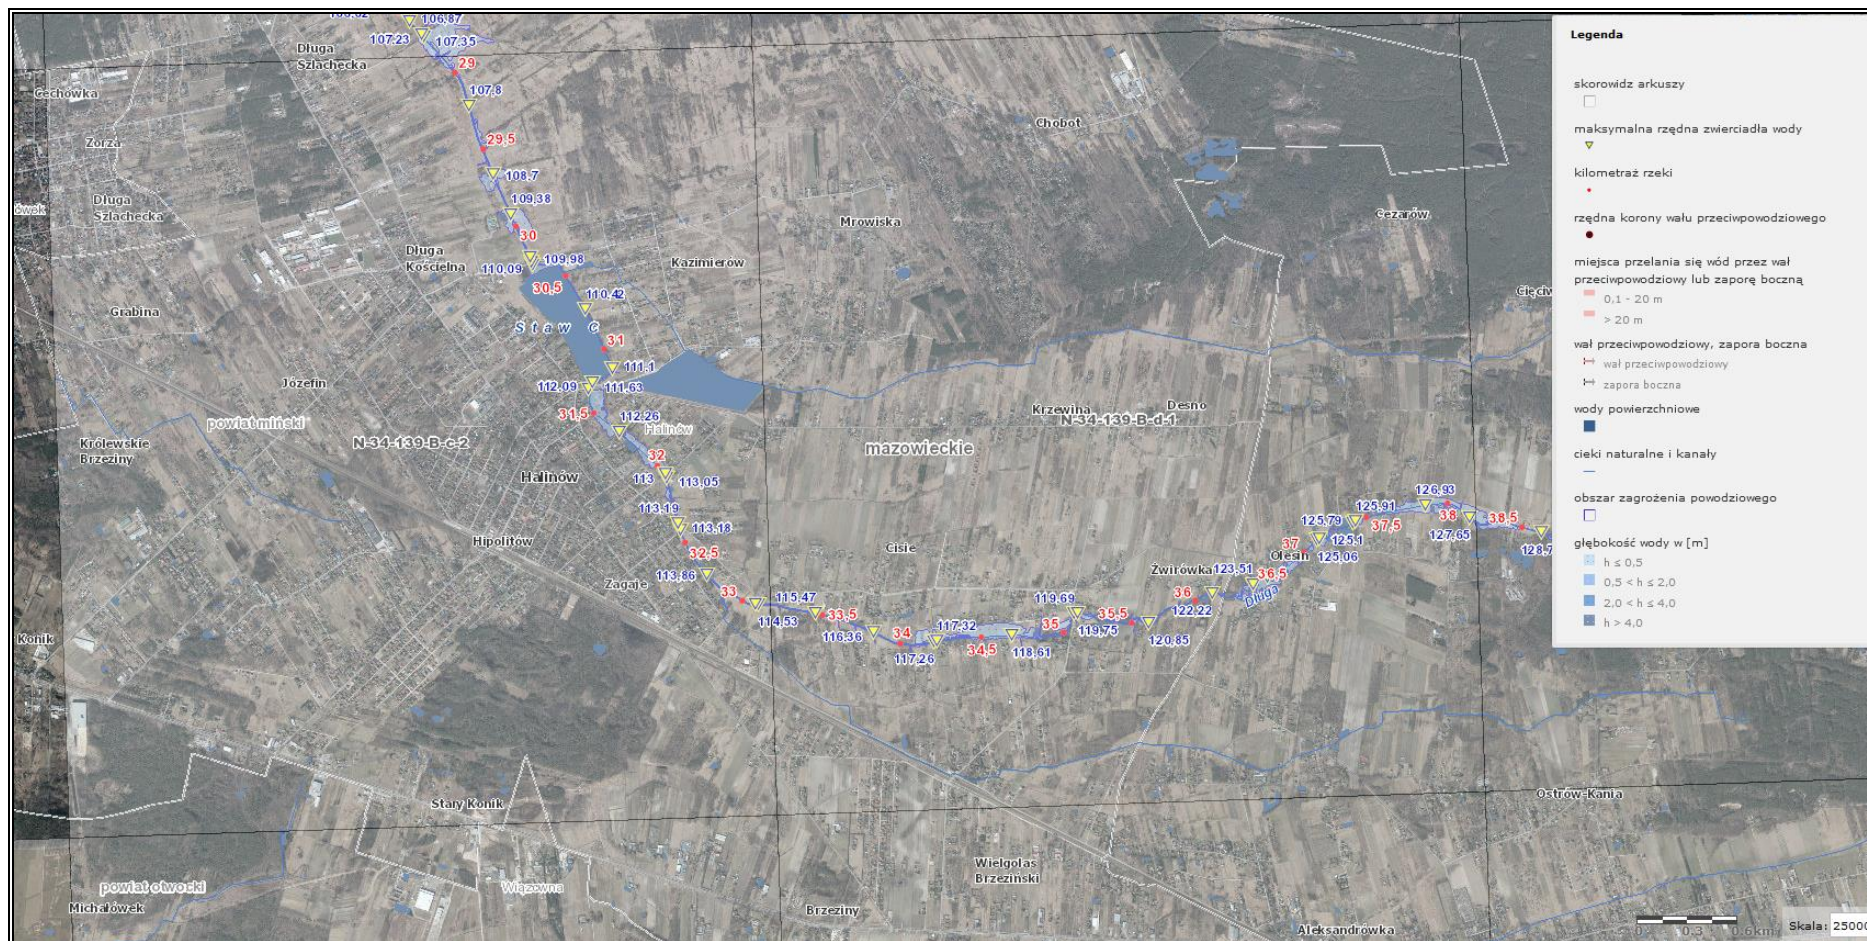 106,87
107,23
107,35
Długa
Szlachecka
29
Cechówka
107,8
Chobot
Zorza
29,5
108,7
Długa
Szlachecka
109,38
Mrowiska
Cezarów
30
Długa
Kościelna
109,98
Kazimierów
110,09
30,5
110,42
Grabina
Staw C
31
111,1
Józefin
112,09
111,63
31,5
112,26
Krzewina
Desno
N-34-139-B-d-1
powiat miński
Halinów
Królewskie
Brzeziny
N-34-139-B-c-2
mazowieckie
32
Halinów
113
113,05
126,93
113,19
125,91
125,79
38
38,5
113,18
37,5
127,65
Hipolitów
125,1
Cisie
37
32,5
Olesin
125,06
Żwirówka
113,86
123,51
36,5
Zagaje
33
36
Długa
115,47
119,69
33,5
35,5
122,22
114,53
117,32
116,36
34
35
119,75
120,85
Konik
34,5
118,61
117,26
Ostrów-Kania
Stary Konik
Wielgolas
Brzeziński
powiat otwocki
Wiązowna
Michałówek
Brzeziny
Aleksandrówka
0.3
0.6km
Legenda
skorowidz arkuszy
maksymalna rzędna zwierciadła wody
kilometraż rzeki
rzędna korony wału przeciwpowodziowego
miejsca przelania się wód przez wał
przeciwpowodziowy lub zaporę boczną
0,1 - 20 m
> 20 m
wał przeciwpowodziowy, zapora boczna
wał przeciwpowodziowy
zapora boczna
wody powierzchniowe
cieki naturalne i kanały
obszar zagrożenia powodziowego
głębokość wody w [m]
h ≤ 0,5
0,5 < h ≤ 2,0
2,0 < h ≤ 4,0
h > 4,0
Skala: 25000